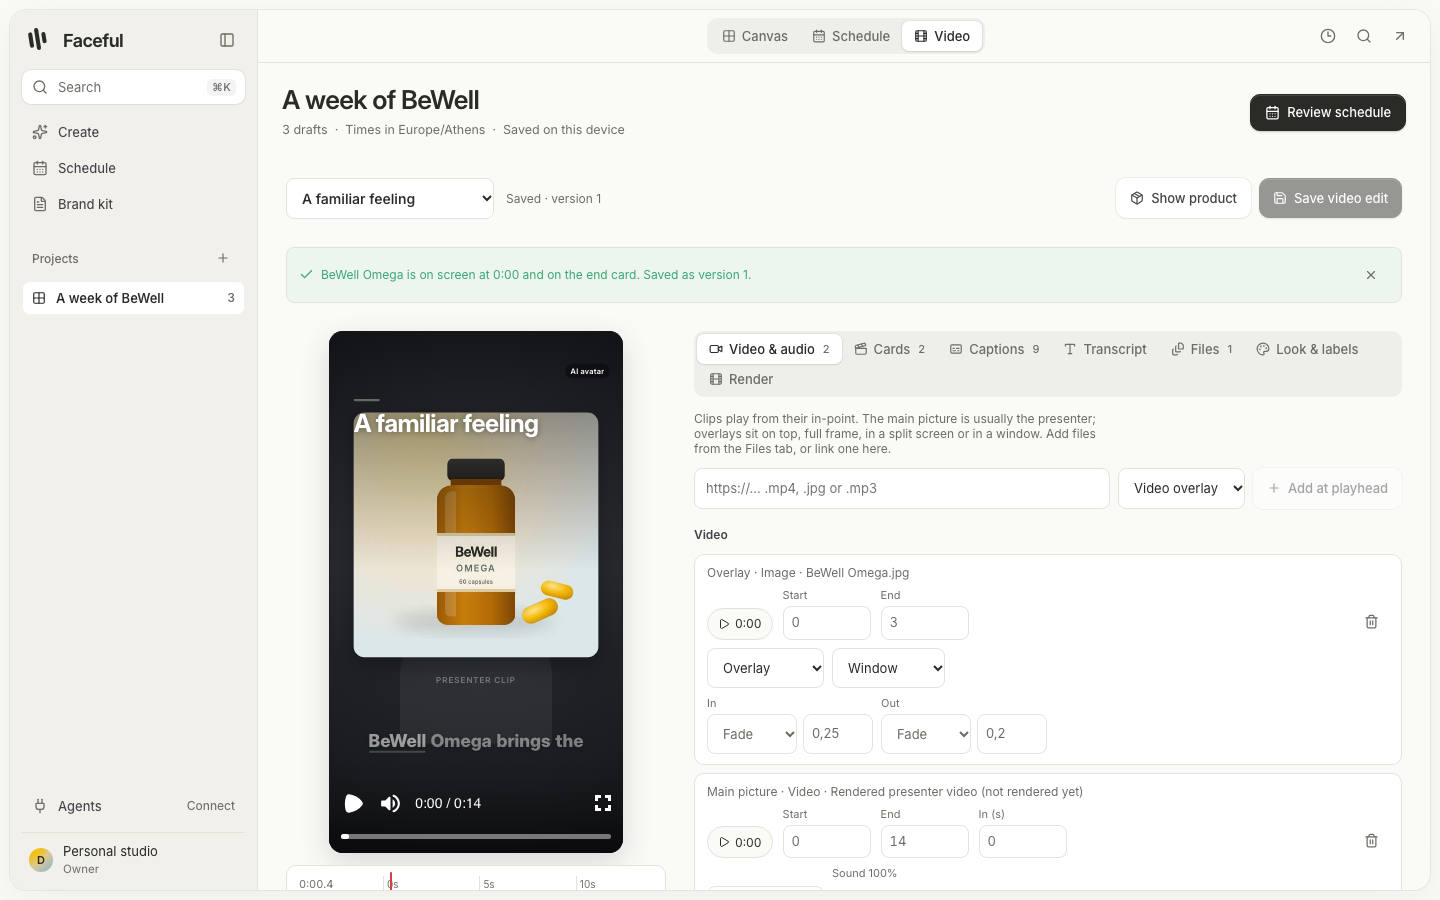 Faceful
Canvas
Schedule
Video
Search
⌘K
Create
Schedule
Brand kit
Projects
A week of BeWell
3
Agents
Connect
D
Personal studio
Owner
A week of BeWell
3 drafts · Times in Europe/Athens · Saved on this device
Review schedule
A familiar feeling
Saved · version 1
Show product
Save video edit
BeWell Omega is on screen at 0:00 and on the end card. Saved as version 1.
AI avatar
A familiar feeling
BeWell
OMEGA
60 capsules
PRESENTER CLIP
BeWell Omega brings the
0:00 / 0:14
0:00.4
0s
5s
10s
Video & audio 2
Cards 2
Captions 9
Transcript
Files 1
Look & labels
Render
Clips play from their in-point. The main picture is usually the presenter;
overlays sit on top, full frame, in a split screen or in a window. Add files
from the Files tab, or link one here.
https://... .mp4, .jpg or .mp3
Video overlay
Add at playhead
Video
Overlay · Image · BeWell Omega.jpg
Start
End
0:00
0
3
Overlay
Window
In
Out
Fade
0,25
Fade
0,2
Main picture · Video · Rendered presenter video (not rendered yet)
Start
End
In (s)
0:00
0
14
0
Sound 100%